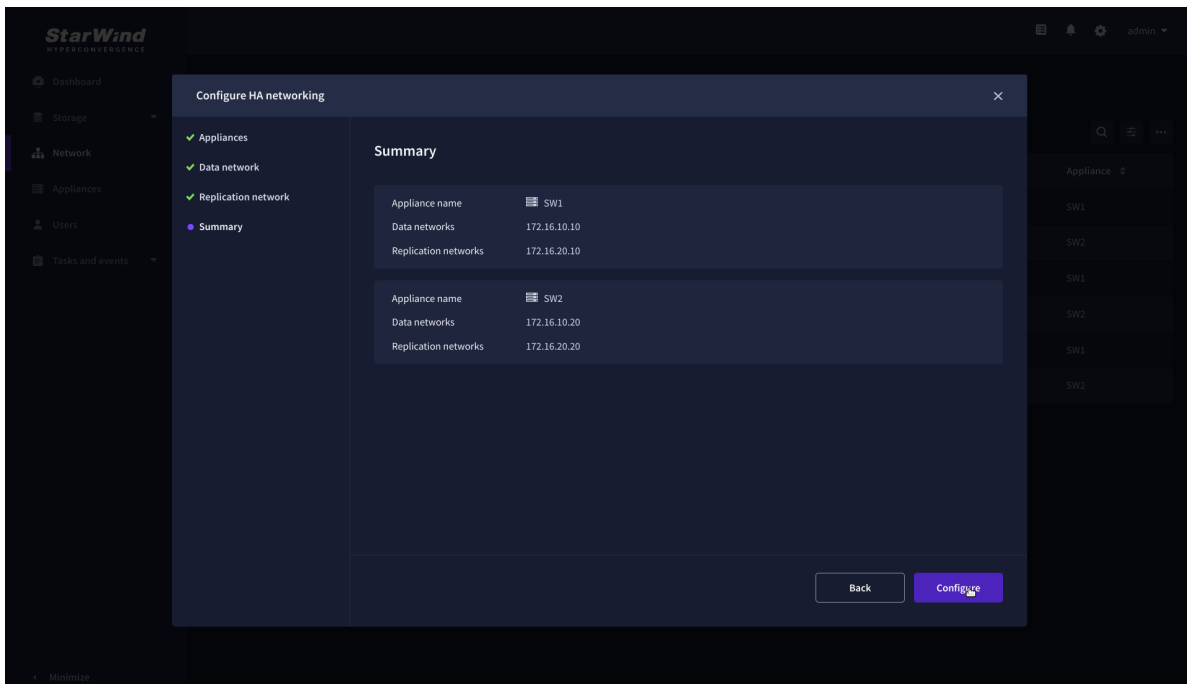 StarWind
HYPERCONVERGENCE
admin
Dashboard
Storage
Network
Appliances
Users
Tasks and events
Minimize
Configure HA networking
Appliances
Data network
Replication network
Summary
Summary
Appliance name SW1
Data networks 172.16.10.10
Replication networks 172.16.20.10
Appliance name SW2
Data networks 172.16.10.20
Replication networks 172.16.20.20
Back Configure
Appliance
SW1
SW2
SW1
SW2
SW1
SW2